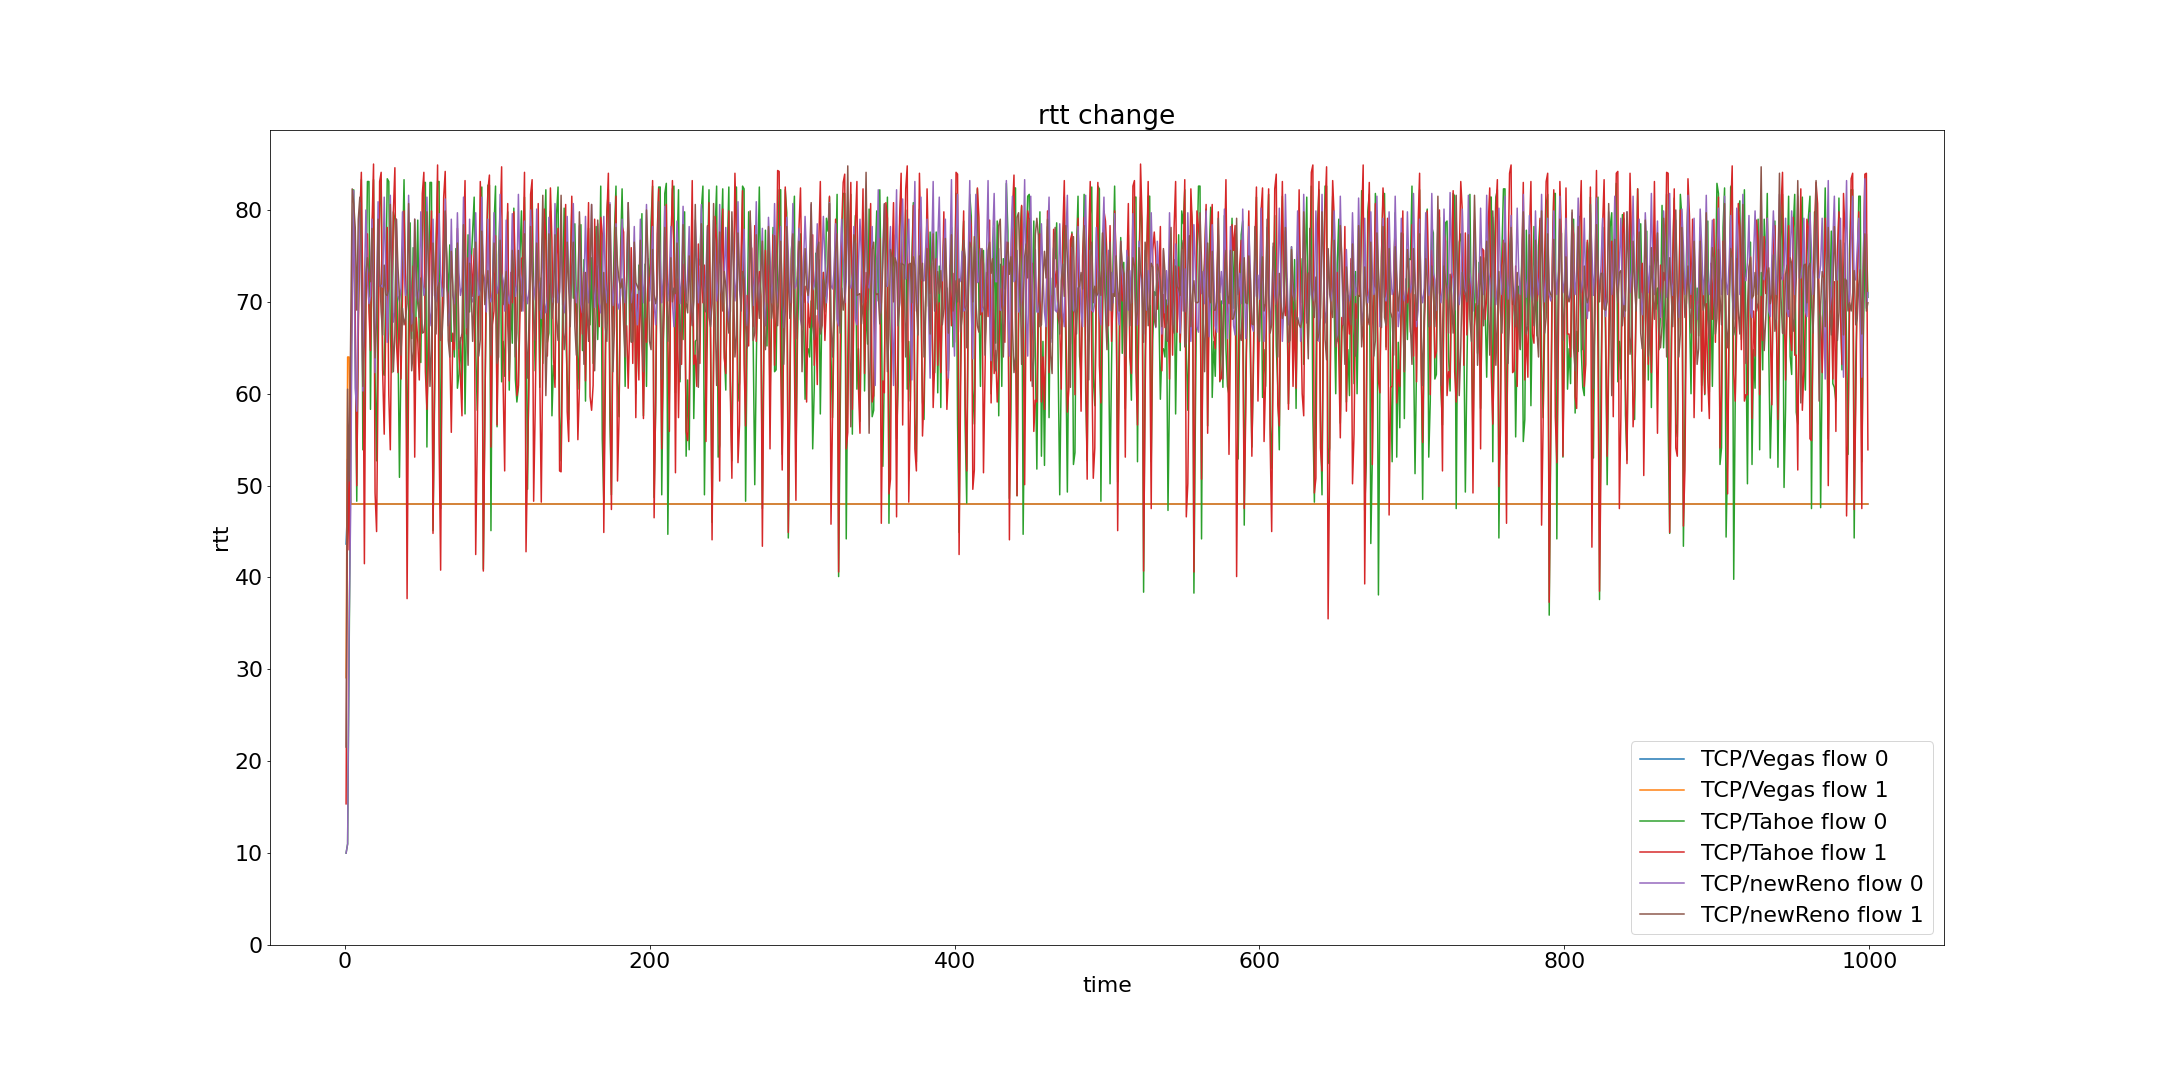 rtt change
rtt
80
70
60
50
40
30
20
10
0
0 200 400 600 800 1000
time
TCP/Vegas flow 0
TCP/Vegas flow 1
TCP/Tahoe flow 0
TCP/Tahoe flow 1
TCP/newReno flow 0
TCP/newReno flow 1